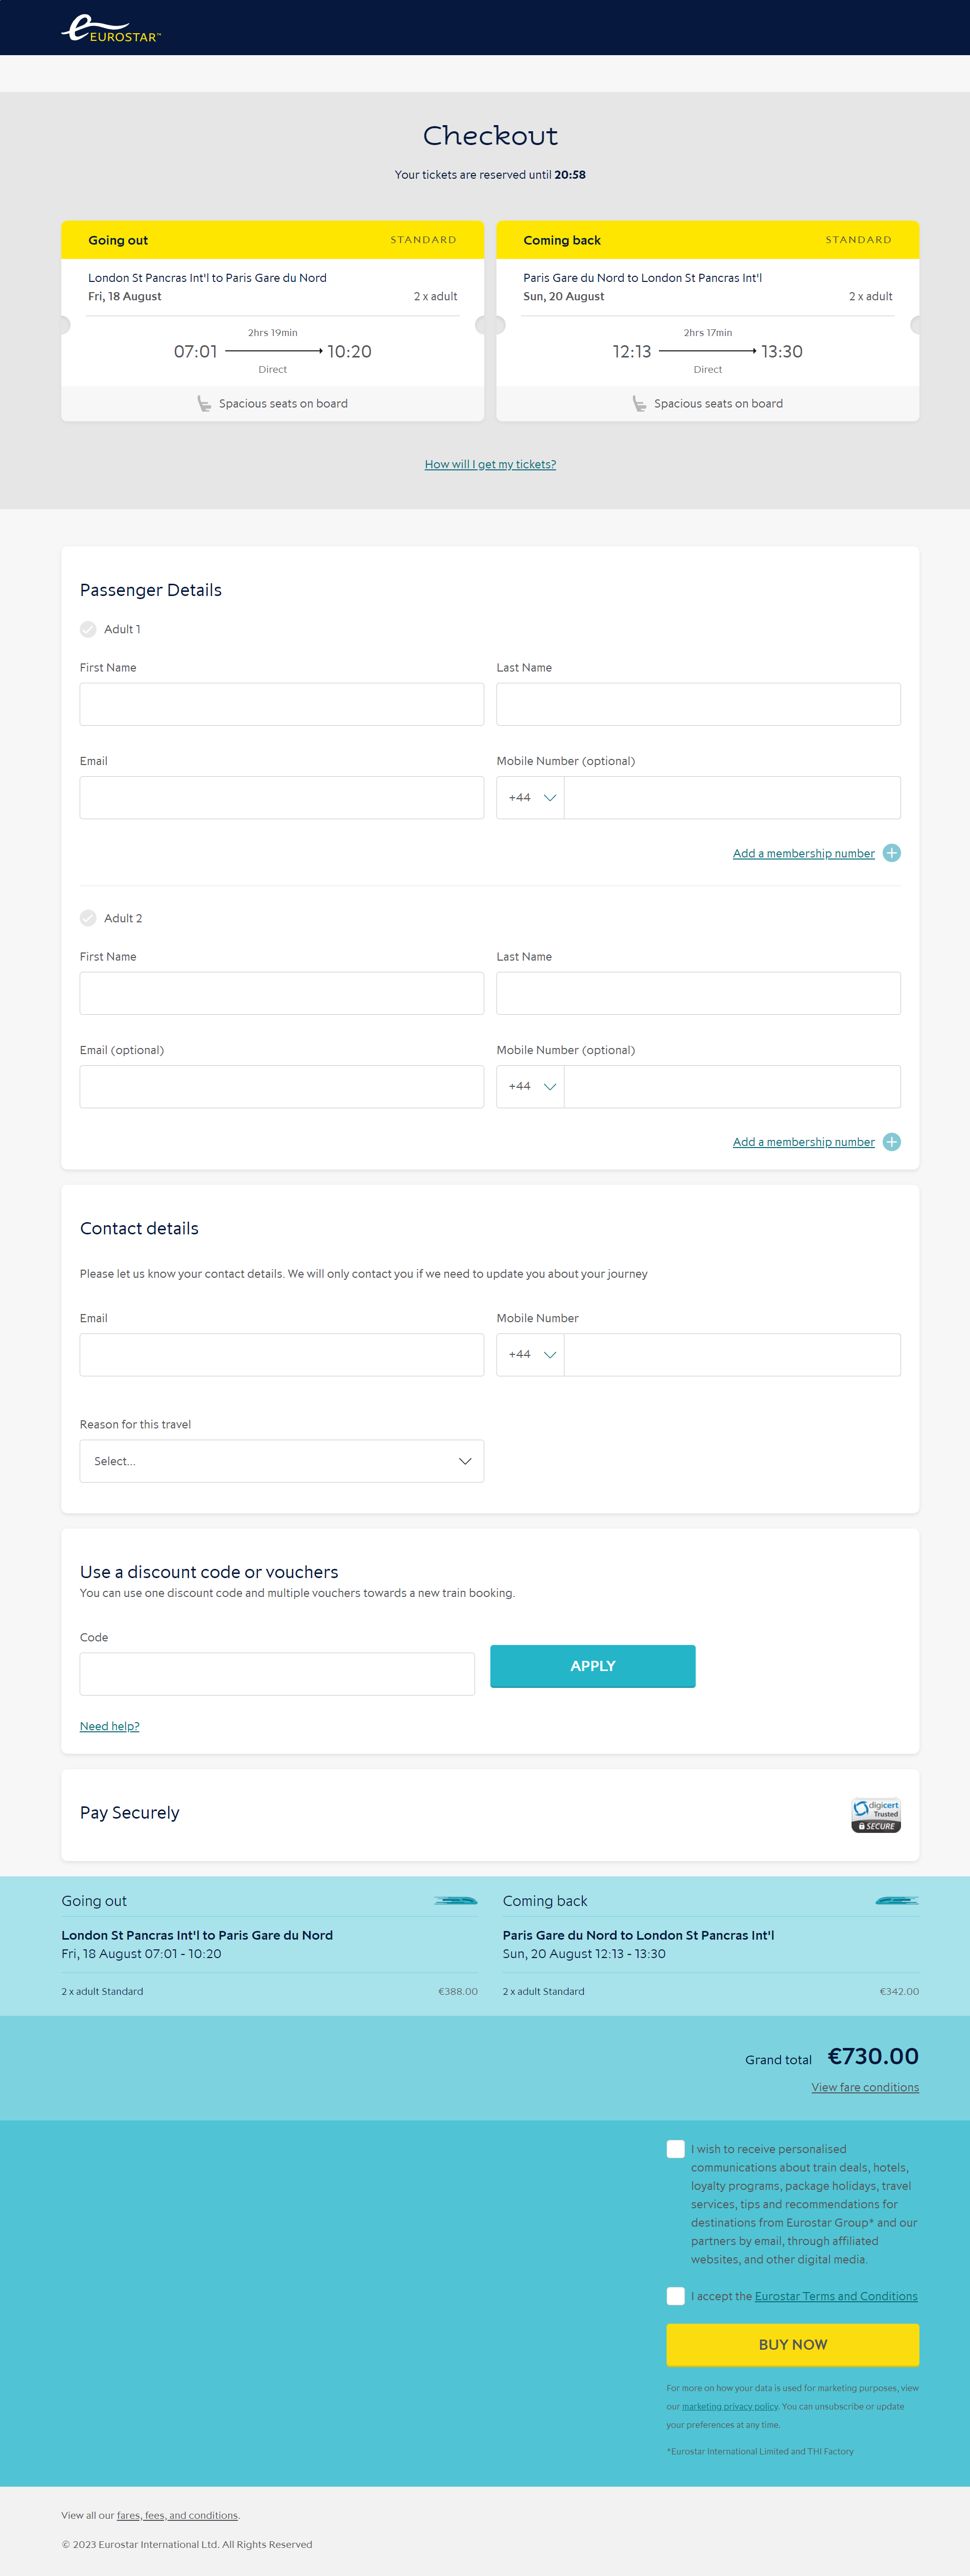 EUROSTAR™
Checkout
Your tickets are reserved until 20:58
Going out STANDARD
London St Pancras Int'l to Paris Gare du Nord
Fri, 18 August 2 x adult
2hrs 19min
07:01 10:20
Direct
Spacious seats on board
Coming back STANDARD
Paris Gare du Nord to London St Pancras Int'l
Sun, 20 August 2 x adult
2hrs 17min
12:13 13:30
Direct
Spacious seats on board
How will I get my tickets?
Passenger Details
Adult 1
First Name Last Name
Email Mobile Number (optional)
+44
Add a membership number
Adult 2
First Name Last Name
Email (optional) Mobile Number (optional)
+44
Add a membership number
Contact details
Please let us know your contact details. We will only contact you if we need to update you about your journey
Email Mobile Number
+44
Reason for this travel
Select...
Use a discount code or vouchers
You can use one discount code and multiple vouchers towards a new train booking.
Code
APPLY
Need help?
Pay Securely
digicert
Trusted
SECURE
Going out
London St Pancras Int'l to Paris Gare du Nord
Fri, 18 August 07:01 - 10:20
2 x adult Standard €388.00
Coming back
Paris Gare du Nord to London St Pancras Int'l
Sun, 20 August 12:13 - 13:30
2 x adult Standard €342.00
Grand total €730.00
View fare conditions
I wish to receive personalised
communications about train deals, hotels,
loyalty programs, package holidays, travel
services, tips and recommendations for
destinations from Eurostar Group* and our
partners by email, through affiliated
websites, and other digital media.
I accept the Eurostar Terms and Conditions
BUY NOW
For more on how your data is used for marketing purposes, view
our marketing privacy policy. You can unsubscribe or update
your preferences at any time.
*Eurostar International Limited and THI Factory
View all our fares, fees, and conditions.
© 2023 Eurostar International Ltd. All Rights Reserved